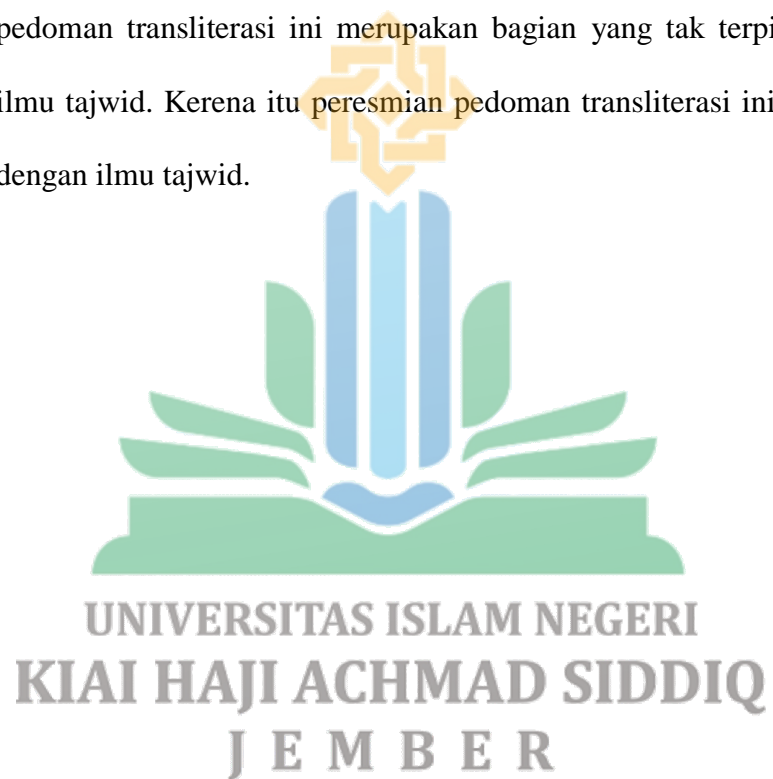 pedoman transliterasi ini merupakan bagian yang tak terpi
ilmu tajwid. Kerena itu peresmian pedoman transliterasi ini
dengan ilmu tajwid.
UNIVERSITAS ISLAM NEGERI
KIAI HAJI ACHMAD SIDDIQ
J E M B E R